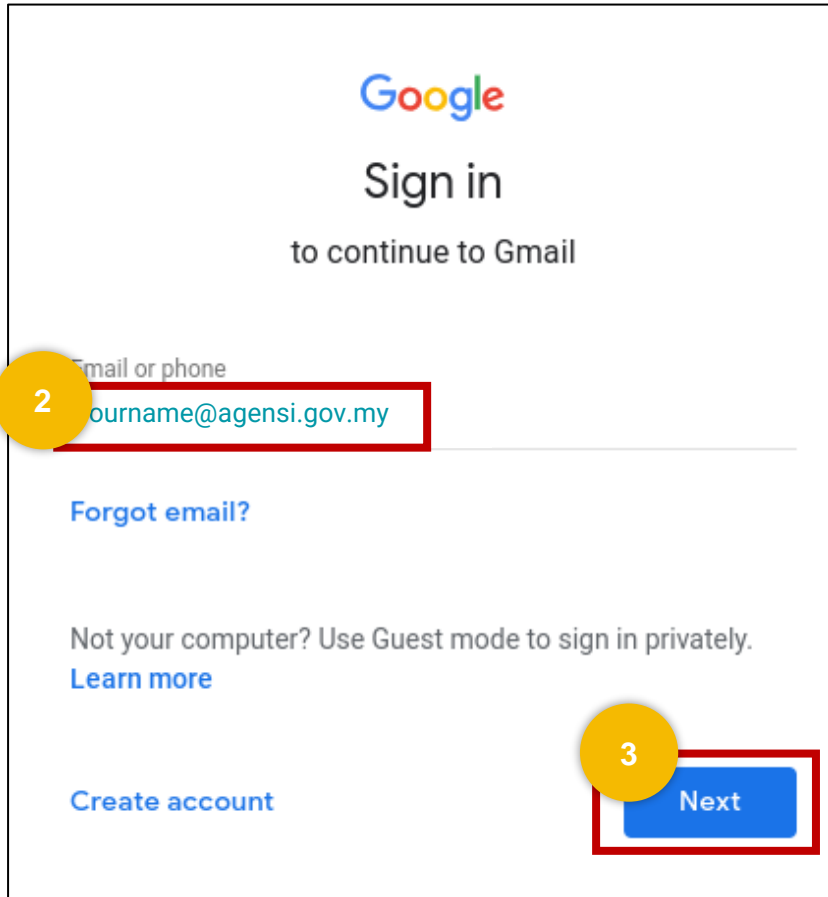 Google
Sign in
to continue to Gmail
mail or phone
2
ourname@agensi.gov.my
Forgot email?
Not your computer? Use Guest mode to sign in privately.
Learn more
3
Create account
Next